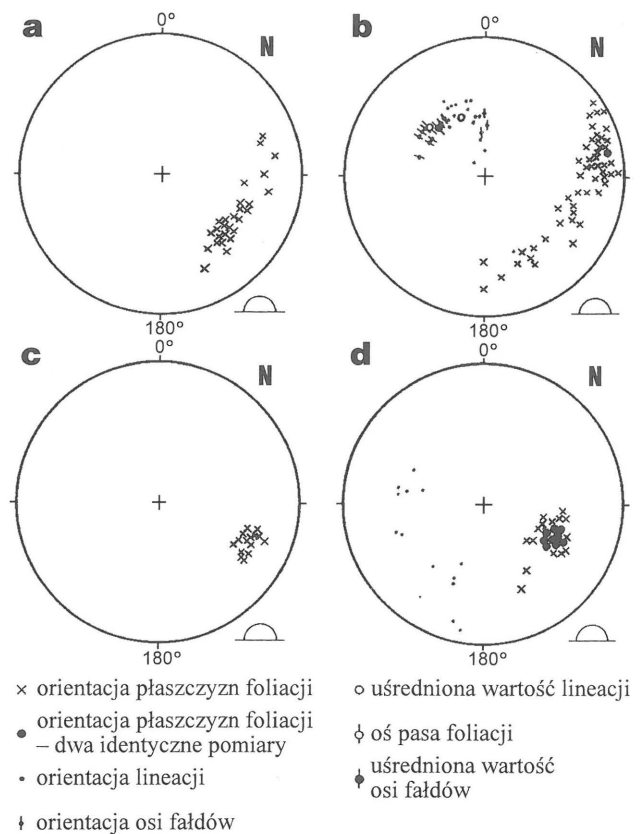 a
0°
N
180°
b
0°
N
180°
c
0°
N
180°
d
0°
N
180°
orientacja płaszczyzn foliacji
orientacja płaszczyzn foliacji
– dwa identyczne pomiary
orientacja lineacji
orientacja osi fałdów
uśredniona wartość lineacji
oś pasa foliacji
uśredniona wartość
osi fałdów